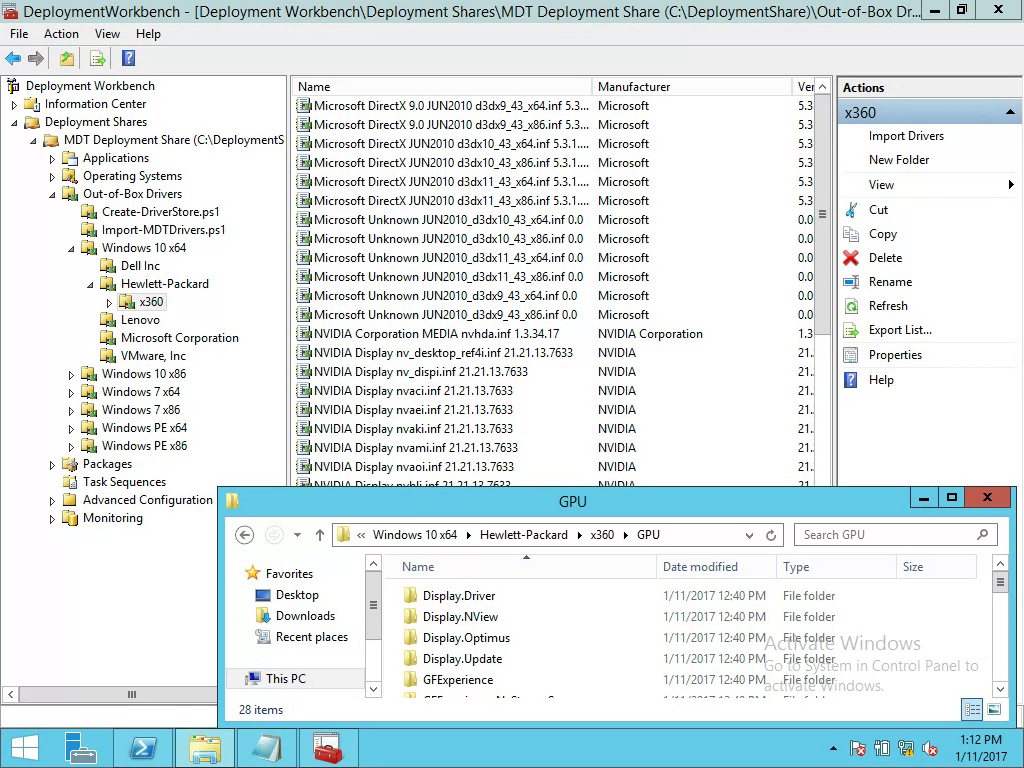 DeploymentWorkbench - [Deployment Workbench\Deployment Shares\MDT Deployment Share (C:\DeploymentShare)\Out-of-Box Dr...
File Action View Help
Deployment Workbench
Information Center
Deployment Shares
MDT Deployment Share (C:\DeploymentS
Applications
Operating Systems
Out-of-Box Drivers
Create-DriverStore.ps1
Import-MDTDrivers.ps1
Windows 10 x64
Dell Inc
Hewlett-Packard
x360
Lenovo
Microsoft Corporation
VMware, Inc
Windows 10 x86
Windows 7 x64
Windows 7 x86
Windows PE x64
Windows PE x86
Packages
Task Sequences
Advanced Configuration
Monitoring
Name Manufacturer Ver
Microsoft DirectX 9.0 JUN2010 d3dx9_43_x64.inf 5.3... Microsoft 5.3
Microsoft DirectX 9.0 JUN2010 d3dx9_43_x86.inf 5.3... Microsoft 5.3
Microsoft DirectX JUN2010 d3dx10_43_x64.inf 5.3.1.... Microsoft 5.3
Microsoft DirectX JUN2010 d3dx10_43_x86.inf 5.3.1.... Microsoft 5.3
Microsoft DirectX JUN2010 d3dx11_43_x64.inf 5.3.1.... Microsoft 5.3
Microsoft DirectX JUN2010 d3dx11_43_x86.inf 5.3.1.... Microsoft 5.3
Microsoft Unknown JUN2010_d3dx10_43_x64.inf 0.0 Microsoft 0.0
Microsoft Unknown JUN2010_d3dx10_43_x86.inf 0.0 Microsoft 0.0
Microsoft Unknown JUN2010_d3dx11_43_x64.inf 0.0 Microsoft 0.0
Microsoft Unknown JUN2010_d3dx11_43_x86.inf 0.0 Microsoft 0.0
Microsoft Unknown JUN2010_d3dx9_43_x64.inf 0.0 Microsoft 0.0
Microsoft Unknown JUN2010_d3dx9_43_x86.inf 0.0 Microsoft 0.0
NVIDIA Corporation MEDIA nvhda.inf 1.3.34.17 NVIDIA Corporation 1.3
NVIDIA Display nv_desktop_ref4i.inf 21.21.13.7633 NVIDIA 21.
NVIDIA Display nv_dispi.inf 21.21.13.7633 NVIDIA 21.
NVIDIA Display nvaci.inf 21.21.13.7633 NVIDIA 21.
NVIDIA Display nvaei.inf 21.21.13.7633 NVIDIA 21.
NVIDIA Display nvaki.inf 21.21.13.7633 NVIDIA 21.
NVIDIA Display nvami.inf 21.21.13.7633 NVIDIA 21.
NVIDIA Display nvaoi.inf 21.21.13.7633 NVIDIA 21.
NVIDIA Display nvbli.inf 21.21.13.7633 NVIDIA 21.
Actions
x360
Import Drivers
New Folder
View
Cut
Copy
Delete
Rename
Refresh
Export List...
Properties
Help
GPU
« Windows 10 x64 Hewlett-Packard x360 GPU
Search GPU
Favorites
Desktop
Downloads
Recent places
This PC
Name Date modified Type Size
Display.Driver 1/11/2017 12:40 PM File folder
Display.NView 1/11/2017 12:40 PM File folder
Display.Optimus 1/11/2017 12:40 PM File folder
Display.Update 1/11/2017 12:40 PM File folder
GFExperience 1/11/2017 12:40 PM File folder
28 items
Activate Windows
Go to System in Control Panel to
activate Windows.
1:12 PM
1/11/2017